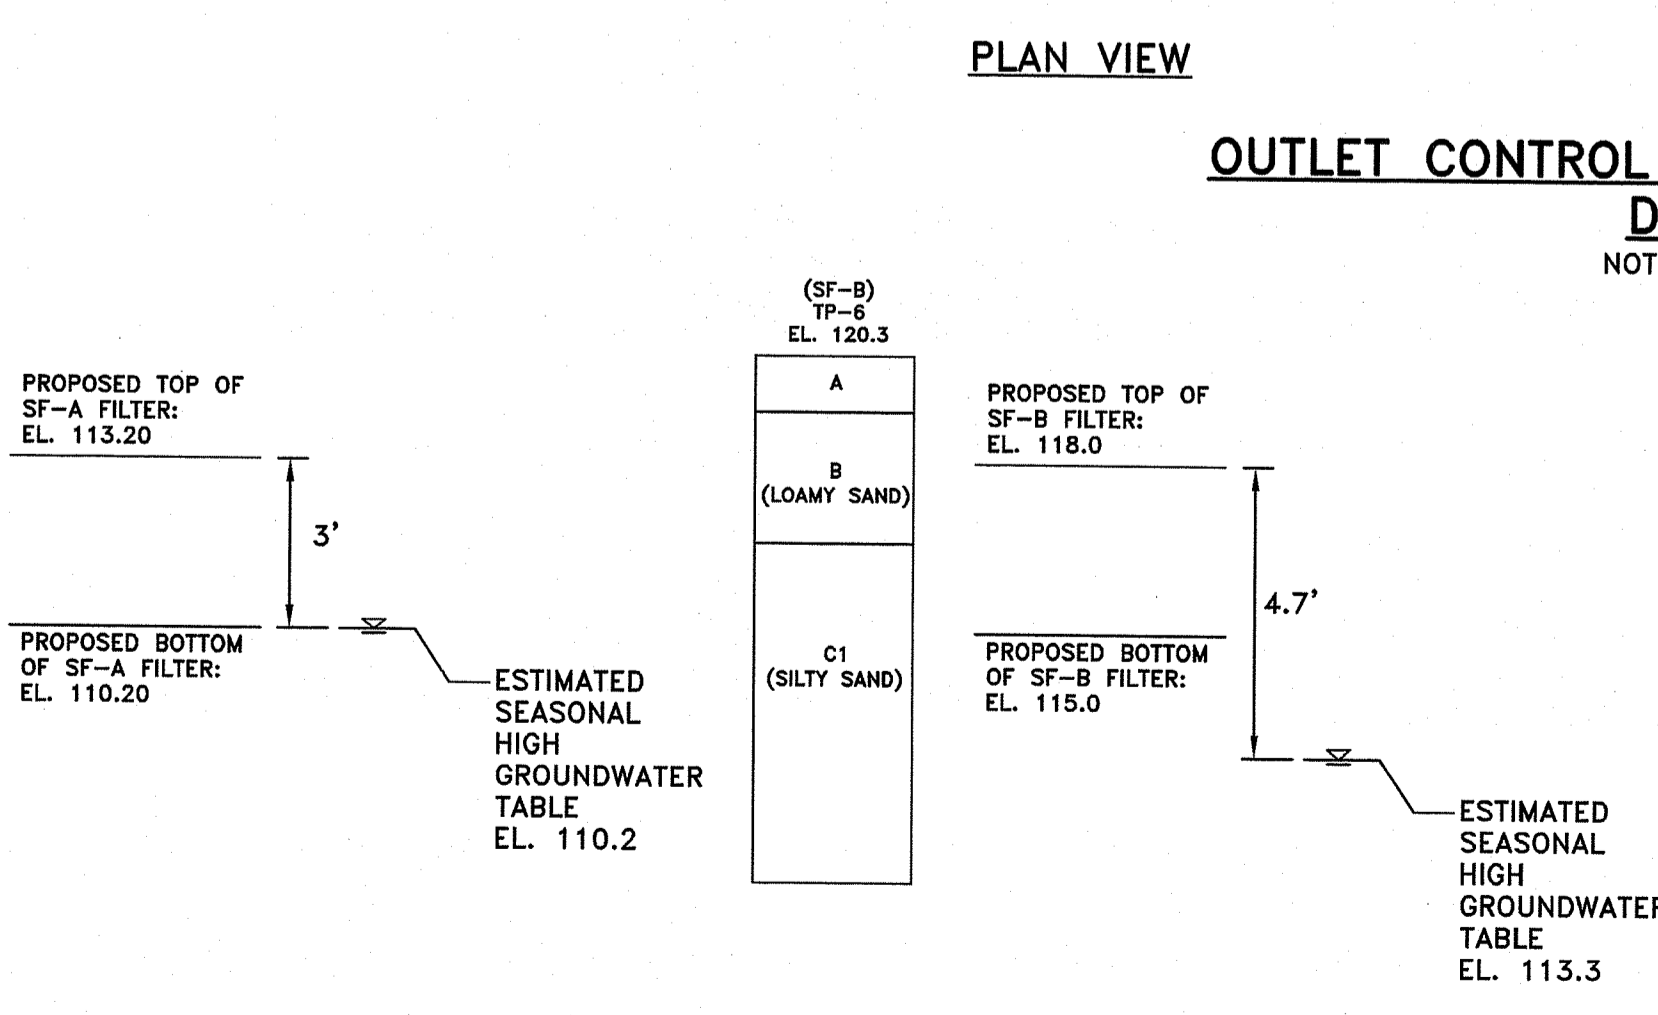 PLAN VIEW
OUTLET CONTROL
D
NOT
PROPOSED TOP OF
SF-A FILTER:
EL. 113.20
3'
PROPOSED BOTTOM
OF SF-A FILTER:
EL. 110.20
ESTIMATED
SEASONAL
HIGH
GROUNDWATER
TABLE
EL. 110.2
(SF-B)
TP-6
EL. 120.3
A
B
(LOAMY SAND)
C1
(SILTY SAND)
PROPOSED TOP OF
SF-B FILTER:
EL. 118.0
4.7'
PROPOSED BOTTOM
OF SF-B FILTER:
EL. 115.0
ESTIMATED
SEASONAL
HIGH
GROUNDWATER
TABLE
EL. 113.3